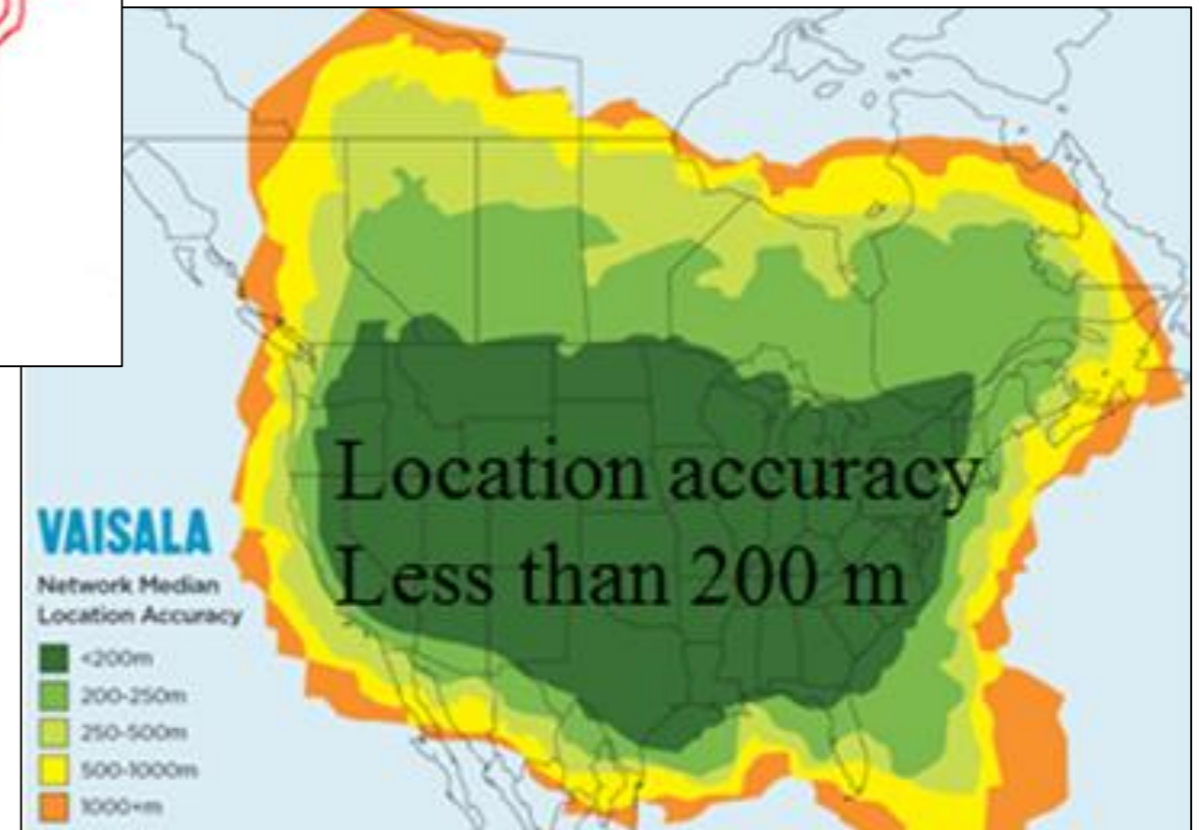 Location accuracy
Less than 200 m
VAISALA
Network Median
Location Accuracy
<200m
200-250m
250-500m
500-1000m
1000+m